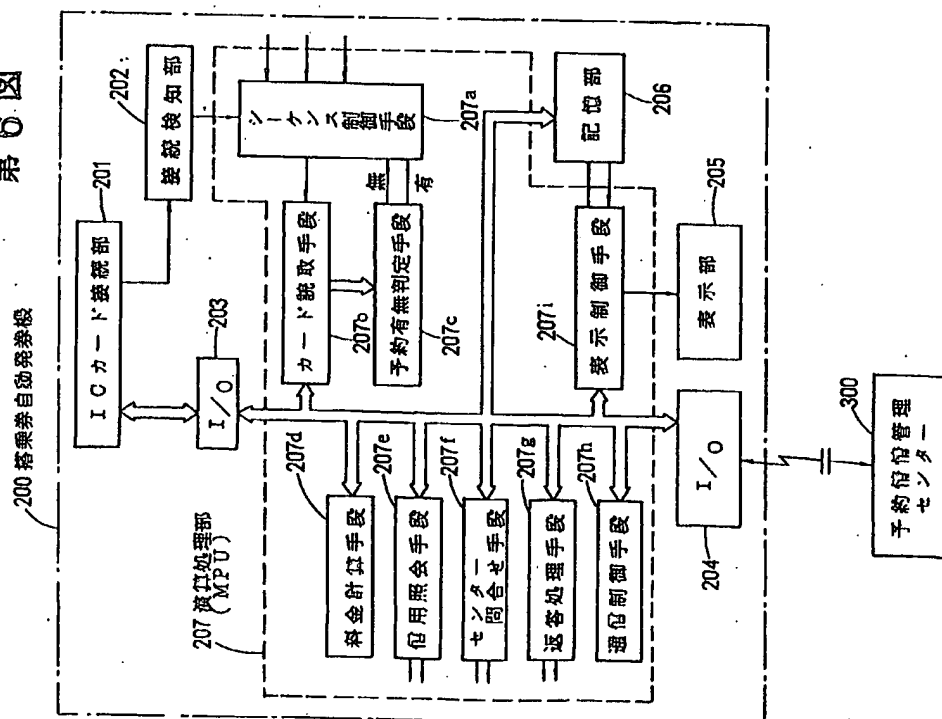 第6図
200 搭乗券自動発券機
ICカード接続部
201
接続検知部
202
I/O
203
207 演算処理部
(MPU)
シーケンス制御手段
207a
カード読取手段
207b
無
有
予約有無判定手段
207c
料金計算手段
207d
信用照会手段
207e
センター
問合せ手段
207f
返答処理手段
207g
通信制御手段
207h
記憶部
206
表示制御手段
207i
表示部
205
I/O
204
予約信管理
センター
300